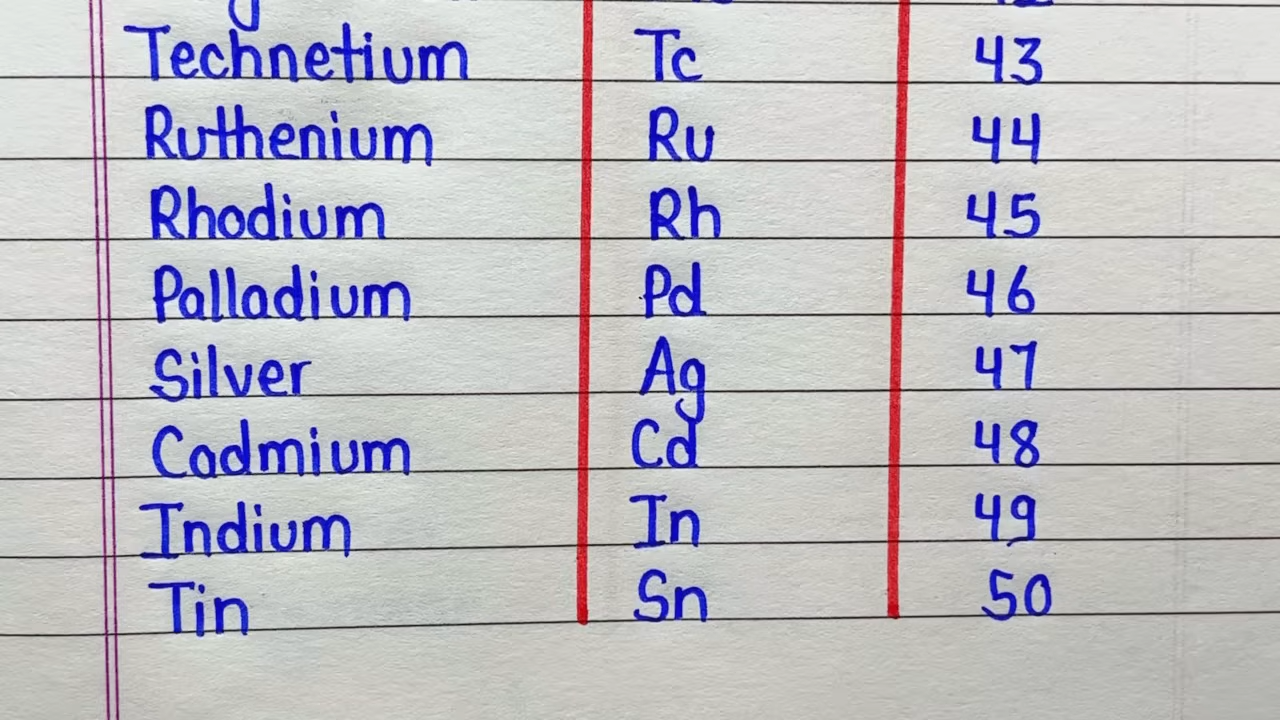 Technetium Tc 43
Ruthenium Ru 44
Rhodium Rh 45
Palladium Pd 46
Silver Ag 47
Cadmium Cd 48
Indium In 49
Tin Sn 50